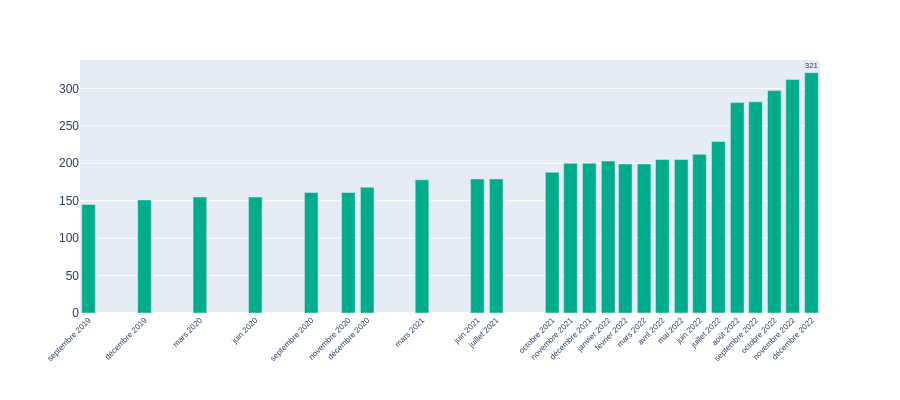 321
300
250
200
150
100
50
0
septembre 2019
décembre 2019
mars 2020
juin 2020
septembre 2020
novembre 2020
décembre 2020
mars 2021
juin 2021
juillet 2021
octobre 2021
novembre 2021
décembre 2021
janvier 2022
février 2022
mars 2022
avril 2022
mai 2022
juin 2022
juillet 2022
août 2022
septembre 2022
octobre 2022
novembre 2022
décembre 2022